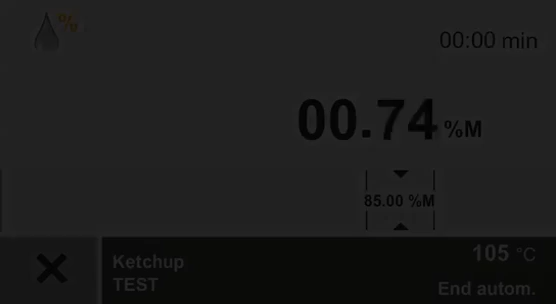 %
00:00 min
00.74 %M
85.00 %M
Ketchup
105 °C
TEST
End autom.